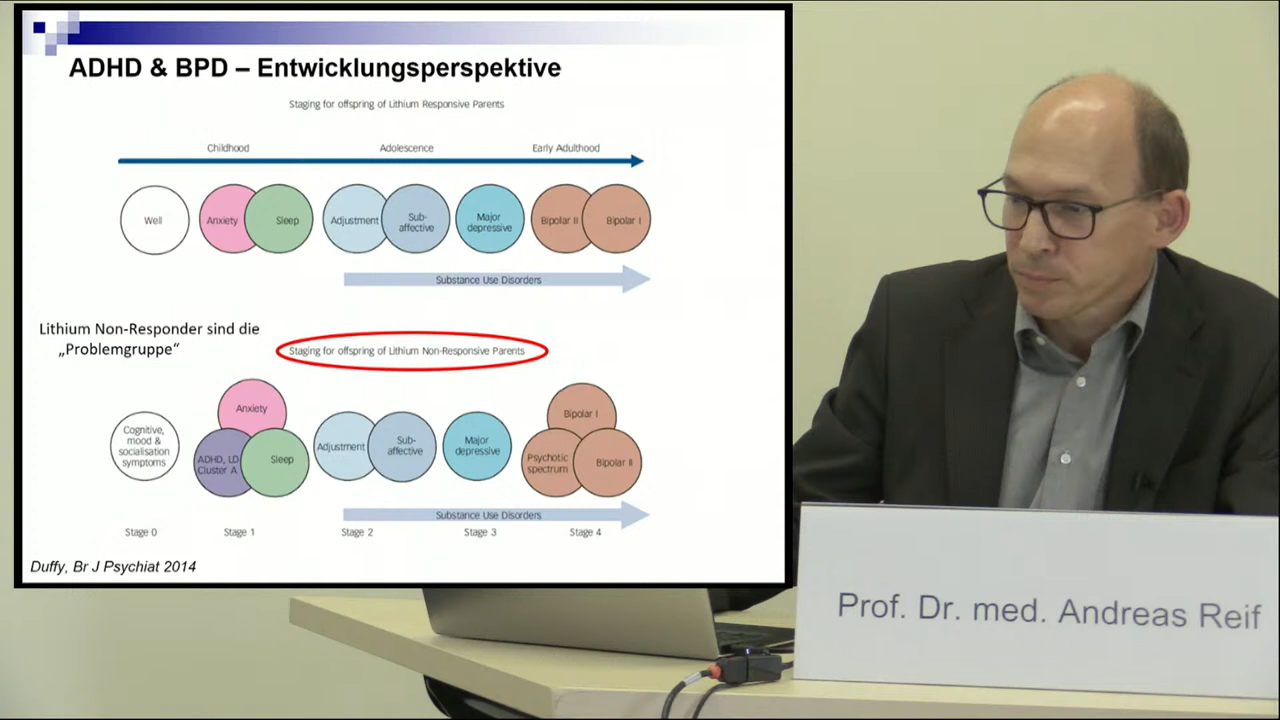 ADHD & BPD – Entwicklungsperspektive
Staging for offspring of Lithium Responsive Parents
Childhood
Adolescence
Early Adulthood
Well
Anxiety
Sleep
Adjustment
Sub-
affective
Major
depressive
Bipolar II
Bipolar I
Substance Use Disorders
Lithium Non-Responder sind die
„Problemgruppe“
Staging for offspring of Lithium Non-Responsive Parents
Cognitive,
mood &
socialisation
symptoms
Anxiety
ADHD, LD
Cluster A
Sleep
Adjustment
Sub-
affective
Major
depressive
Bipolar I
Psychotic
spectrum
Bipolar II
Substance Use Disorders
Stage 0
Stage 1
Stage 2
Stage 3
Stage 4
Duffy, Br J Psychiat 2014
Prof. Dr. med. Andreas Reif